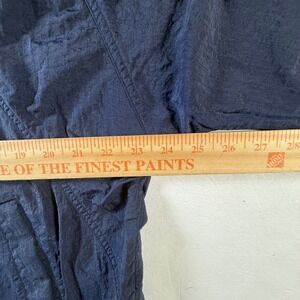 19 20 21 22 23 24 25 26 27 28
E OF THE FINEST PAINTS